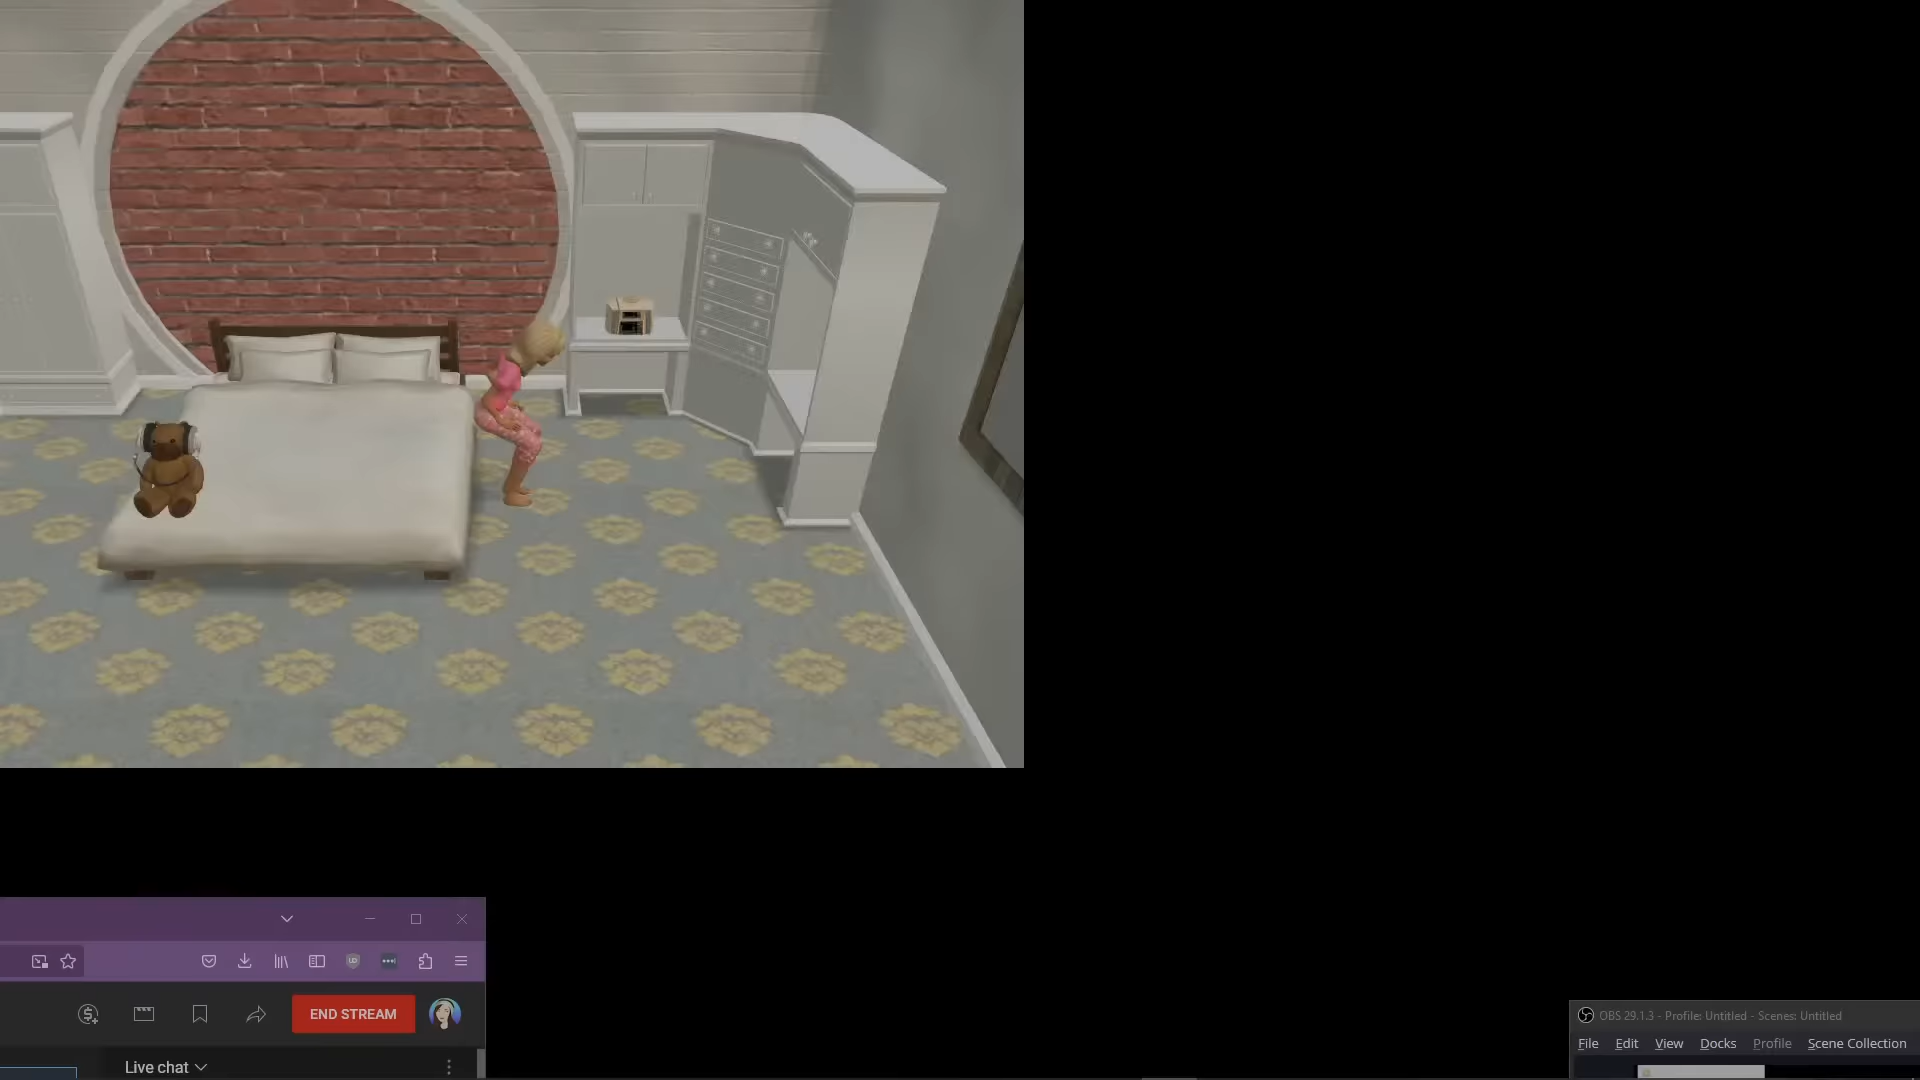 END STREAM
Live chat
OBS 29.1.3 - Profile: Untitled - Scenes: Untitled
File Edit View Docks Profile Scene Collection